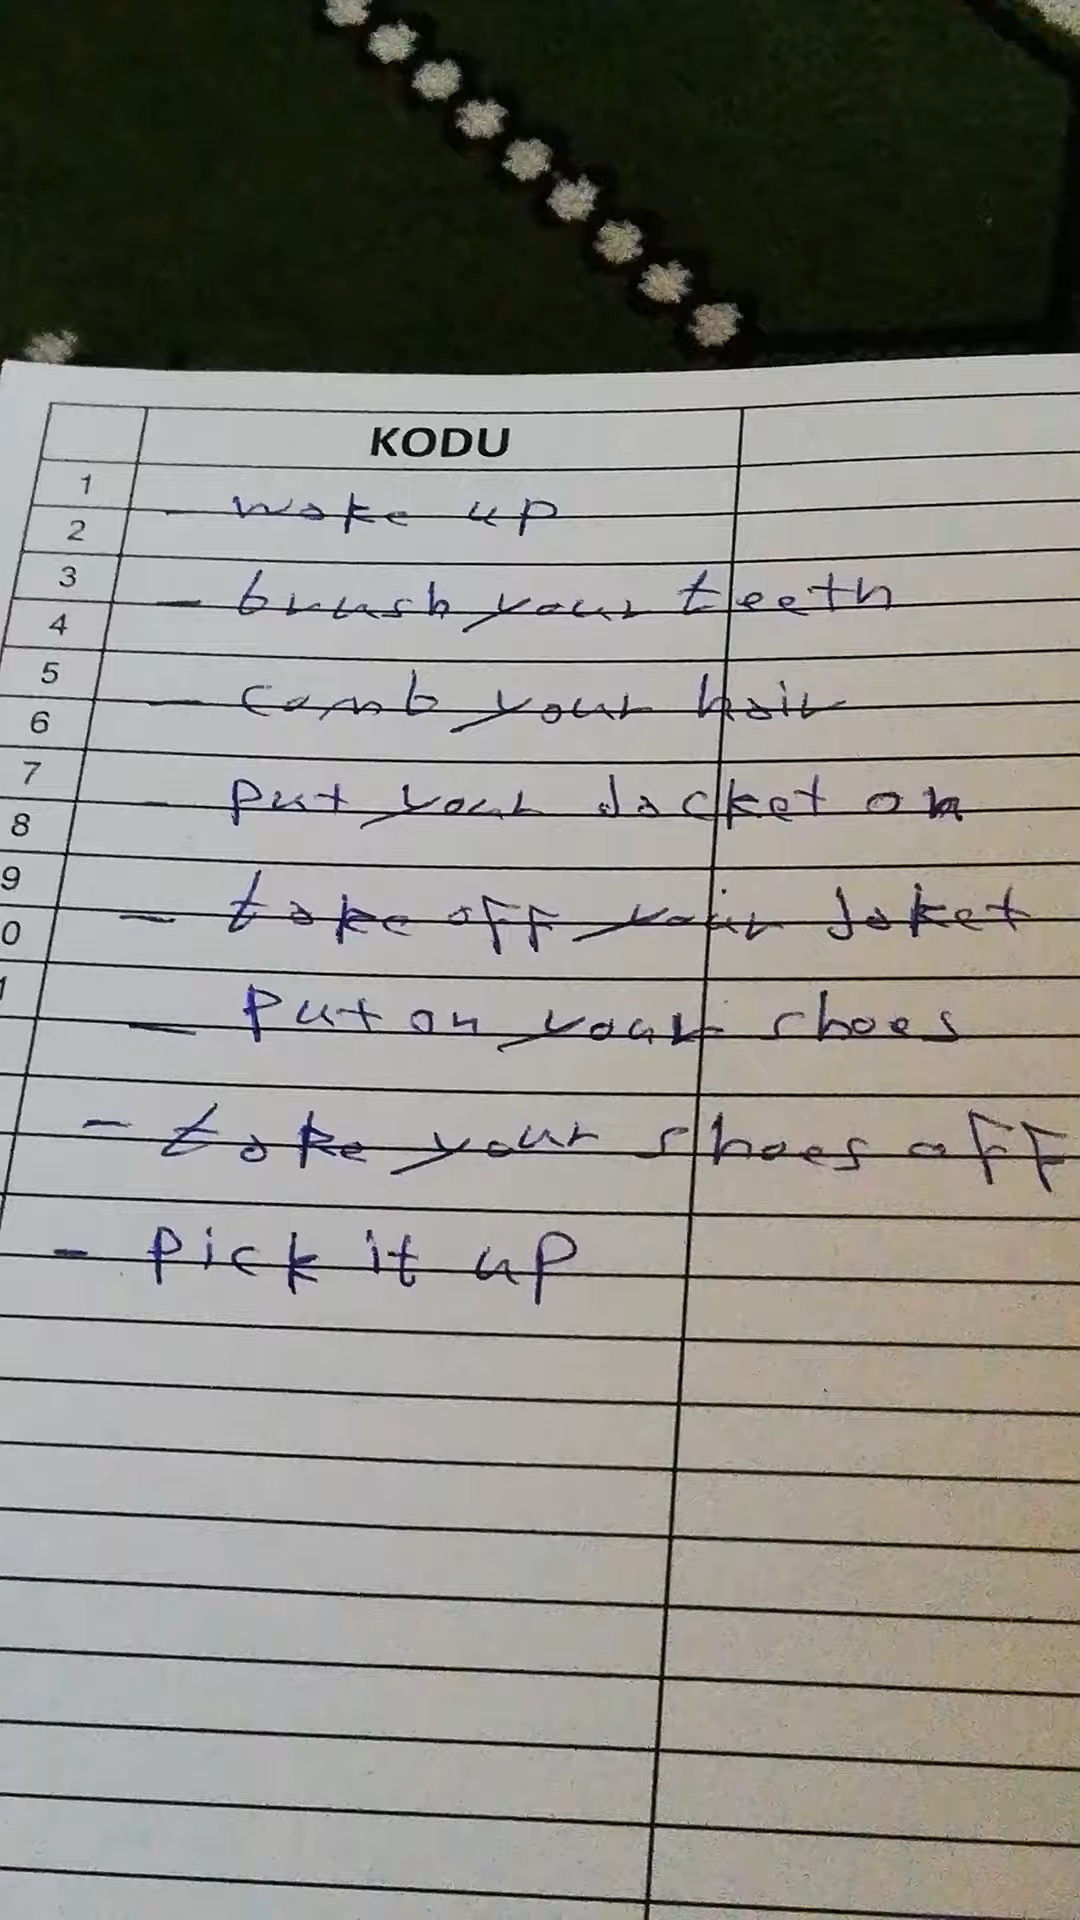 KODU
1
- wake up
2
3
- brush your teeth
4
5
- comb your hair
6
7
- put your Jacket on
8
9
- take off your Jaket
0
1
- Put on your shoes
- take your shoes off
- Pick it up